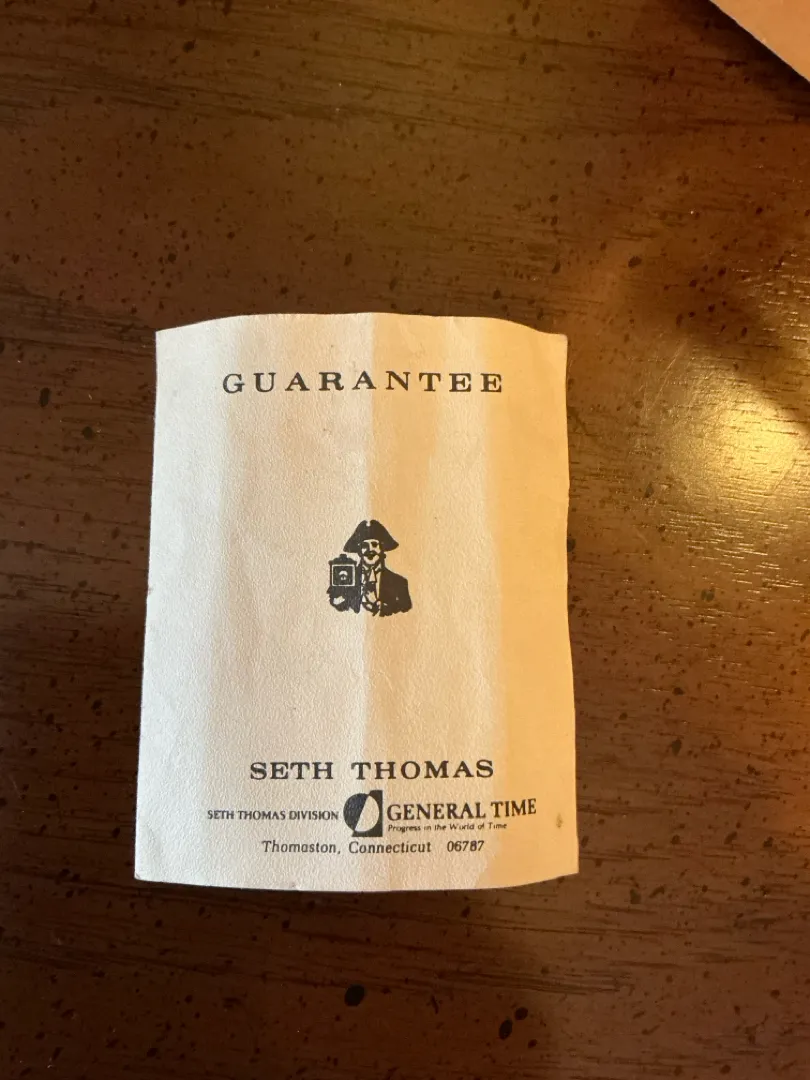 GUARANTEE
SETH THOMAS
SETH THOMAS DIVISION GENERAL TIME
Progress in the World of Time
Thomaston, Connecticut 06787